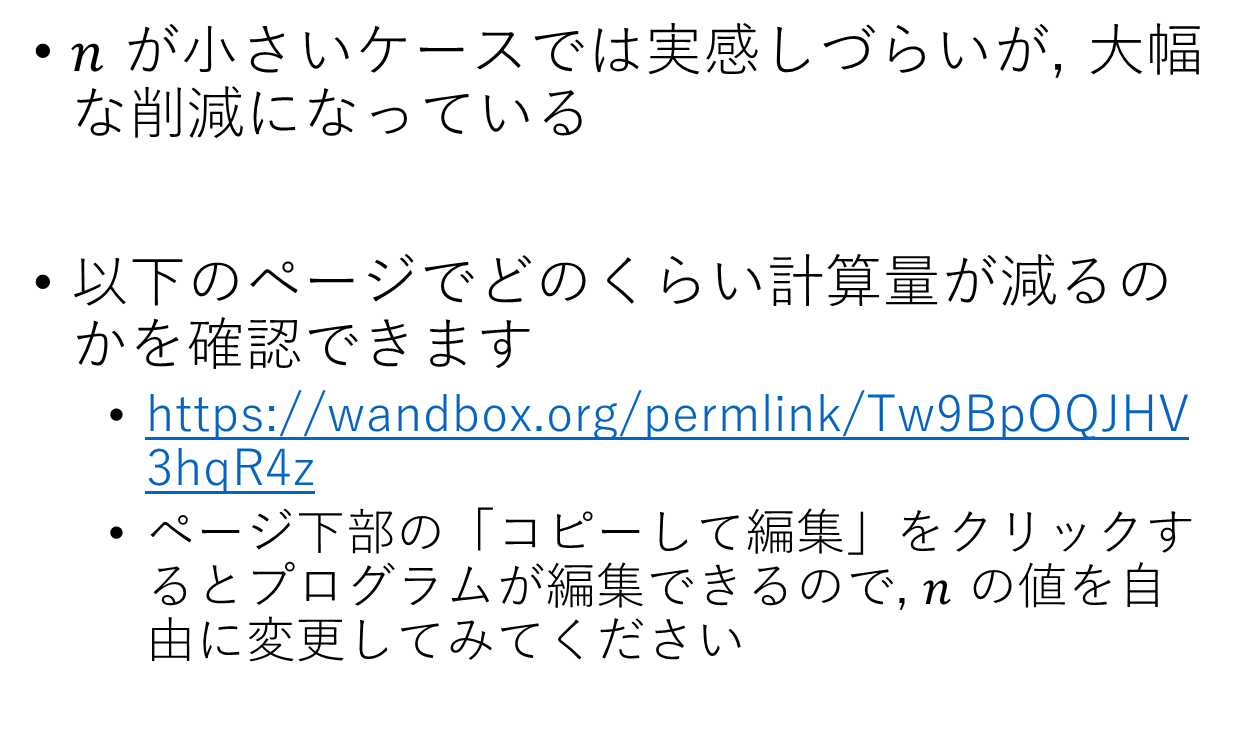 • n が小さいケースでは実感しづらいが, 大幅
な削減になっている
• 以下のページでどのくらい計算量が減るの
かを確認できます
• https://wandbox.org/permlink/Tw9BpOQJHV
3hqR4z
• ページ下部の「コピーして編集」をクリックす
るとプログラムが編集できるので, n の値を自
由に変更してみてください